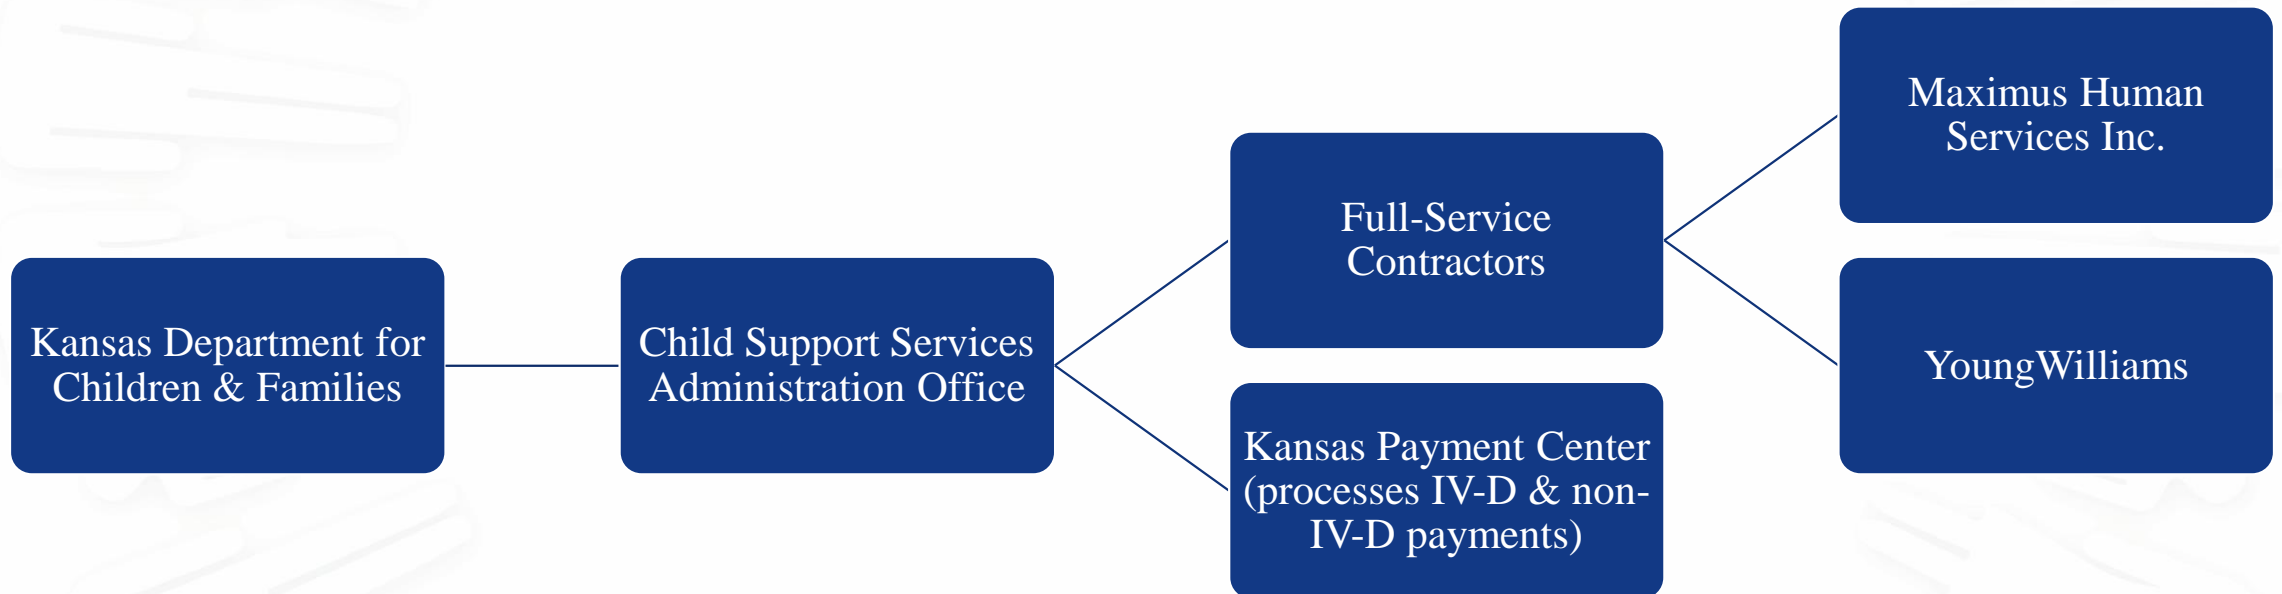 Kansas Department for
Children & Families
Child Support Services
Administration Office
Full-Service
Contractors
Kansas Payment Center
(processes IV-D & non-
IV-D payments)
Maximus Human
Services Inc.
YoungWilliams